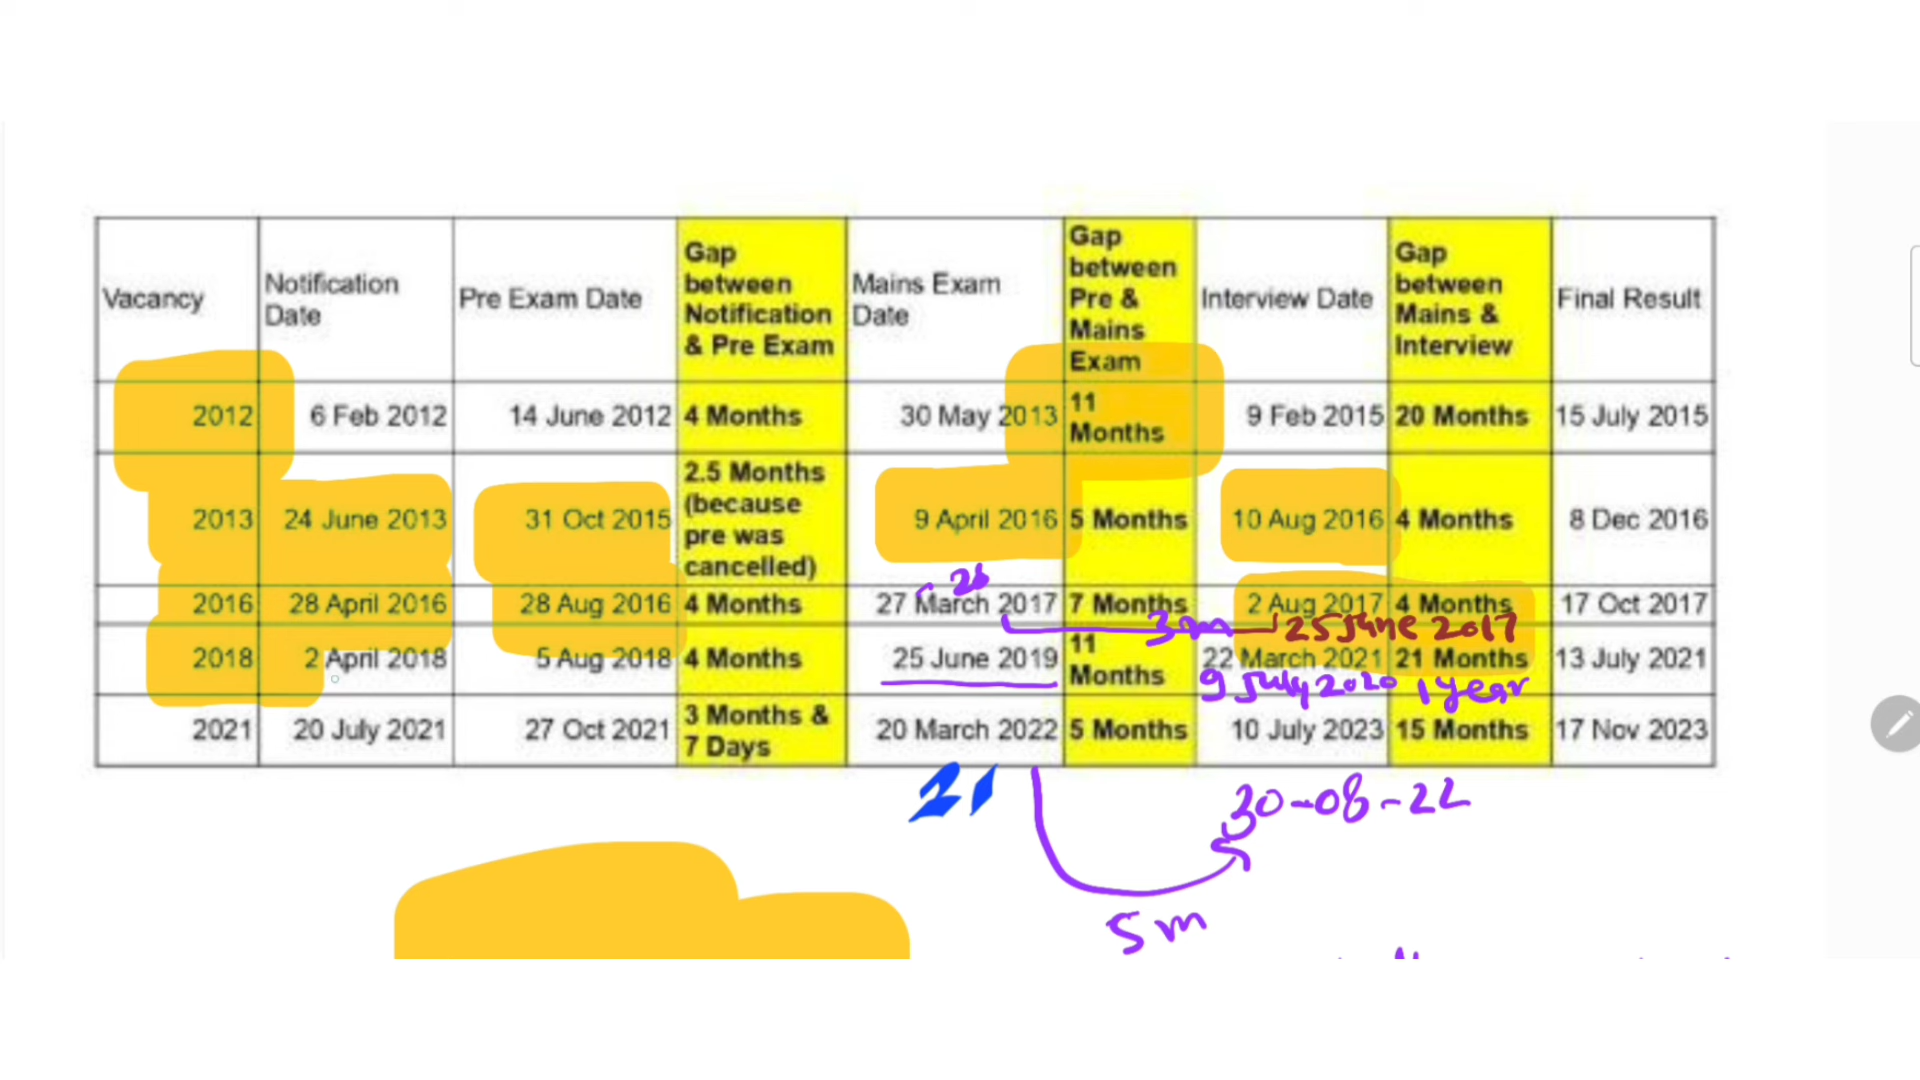 Vacancy Notification Date Pre Exam Date Gap between Notification & Pre Exam Mains Exam Date Gap between Pre & Mains Exam Interview Date Gap between Mains & Interview Final Result
2012 6 Feb 2012 14 June 2012 4 Months 30 May 2013 11 Months 9 Feb 2015 20 Months 15 July 2015
2013 24 June 2013 31 Oct 2015 2.5 Months (because pre was cancelled) 9 April 2016 5 Months 10 Aug 2016 4 Months 8 Dec 2016
26
2016 28 April 2016 28 Aug 2016 4 Months 27 March 2017 7 Months 2 Aug 2017 4 Months 17 Oct 2017
3m 25 June 2017
2018 2 April 2018 5 Aug 2018 4 Months 25 June 2019 11 Months 22 March 2021 21 Months 13 July 2021
9 July 2020 1 year
2021 20 July 2021 27 Oct 2021 3 Months & 7 Days 20 March 2022 5 Months 10 July 2023 15 Months 17 Nov 2023
21
30-08-22
5m